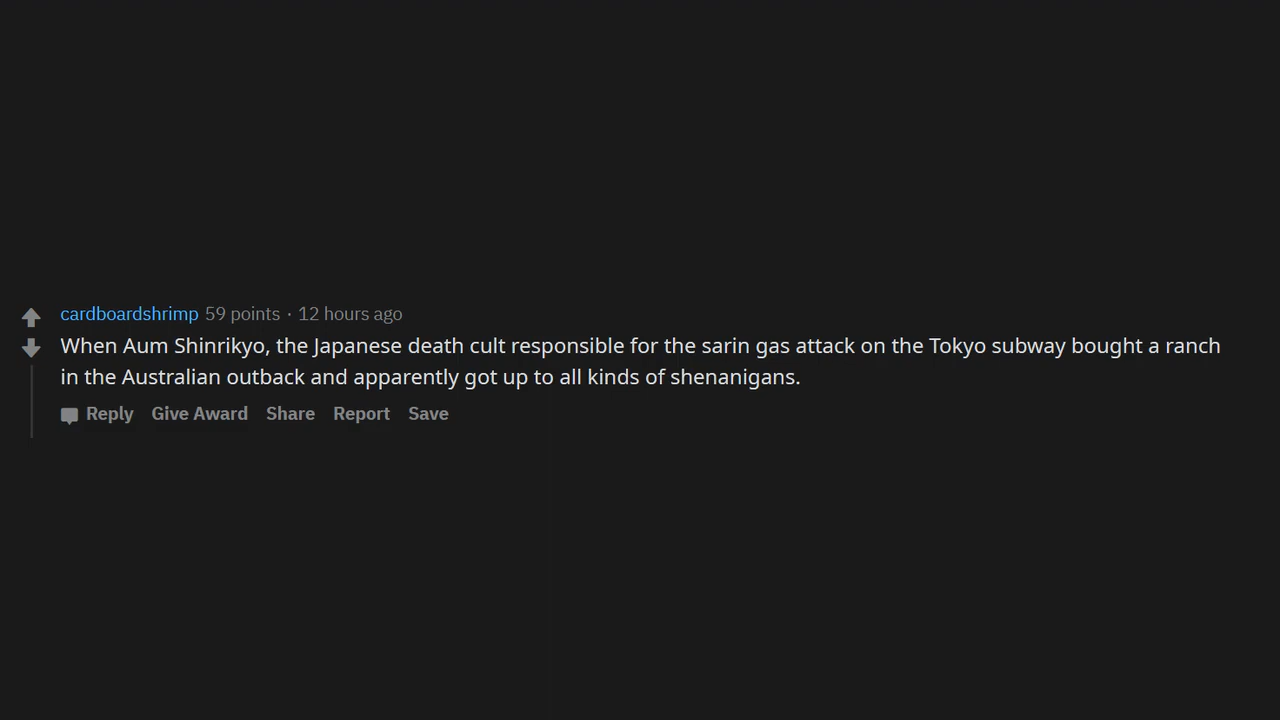 cardboardshrimp 59 points · 12 hours ago
When Aum Shinrikyo, the Japanese death cult responsible for the sarin gas attack on the Tokyo subway bought a ranch
in the Australian outback and apparently got up to all kinds of shenanigans.
Reply Give Award Share Report Save